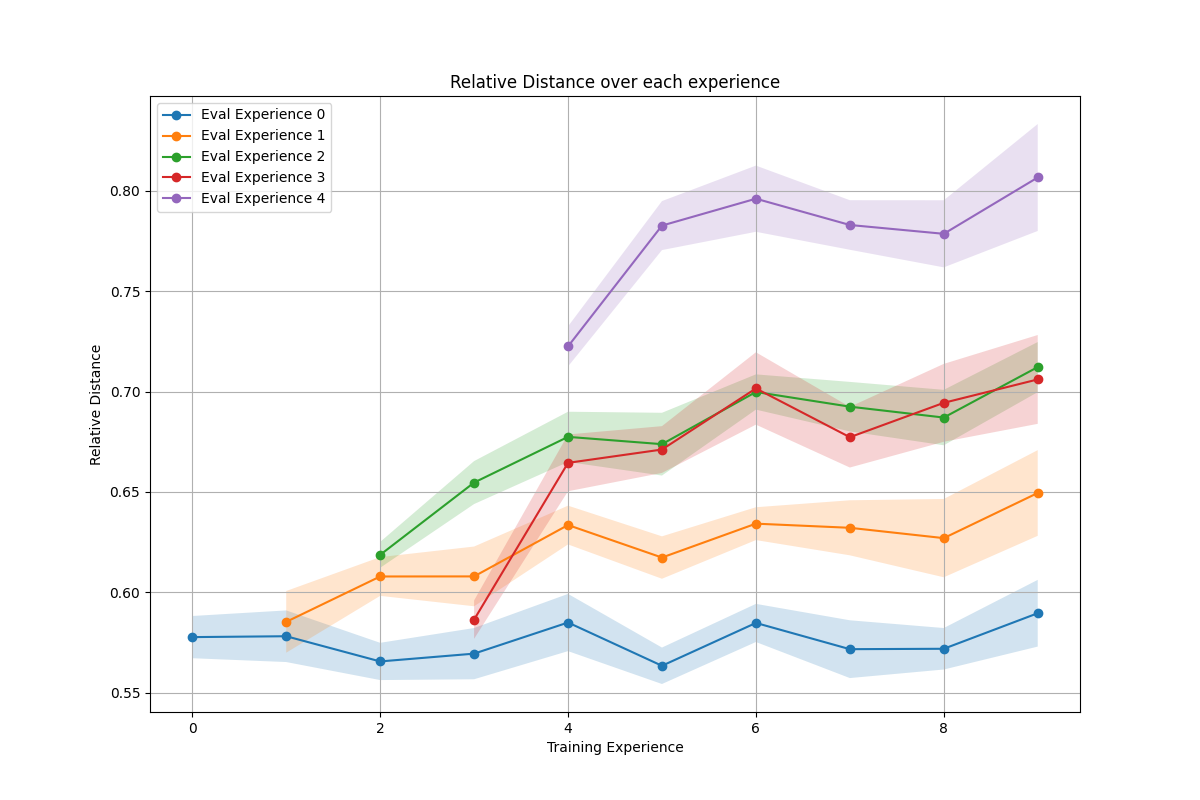 Relative Distance over each experience
Eval Experience 0
Eval Experience 1
Eval Experience 2
Eval Experience 3
Eval Experience 4
0.80
0.75
0.70
0.65
0.60
0.55
Relative Distance
0 2 4 6 8
Training Experience